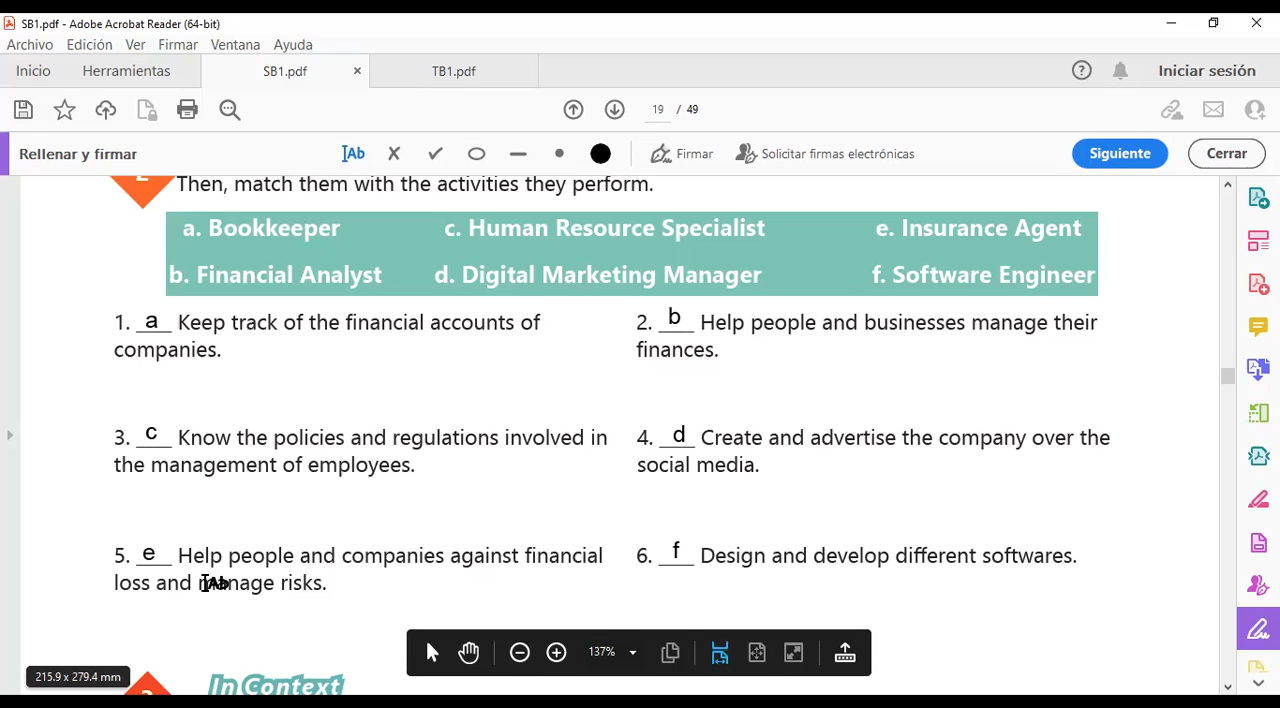 SB1.pdf - Adobe Acrobat Reader (64-bit)
Archivo Edición Ver Firmar Ventana Ayuda
Inicio Herramientas SB1.pdf × TB1.pdf Iniciar sesión
19 / 49
Rellenar y firmar Ab Firmar Solicitar firmas electrónicas Siguiente Cerrar
2
Then, match them with the activities they perform.
a. Bookkeeper c. Human Resource Specialist e. Insurance Agent
b. Financial Analyst d. Digital Marketing Manager f. Software Engineer
1. a Keep track of the financial accounts of
companies.
2. b Help people and businesses manage their
finances.
3. c Know the policies and regulations involved in
the management of employees.
4. d Create and advertise the company over the
social media.
5. e Help people and companies against financial
loss and manage risks.
6. f Design and develop different softwares.
137%
215.9 x 279.4 mm
In Context